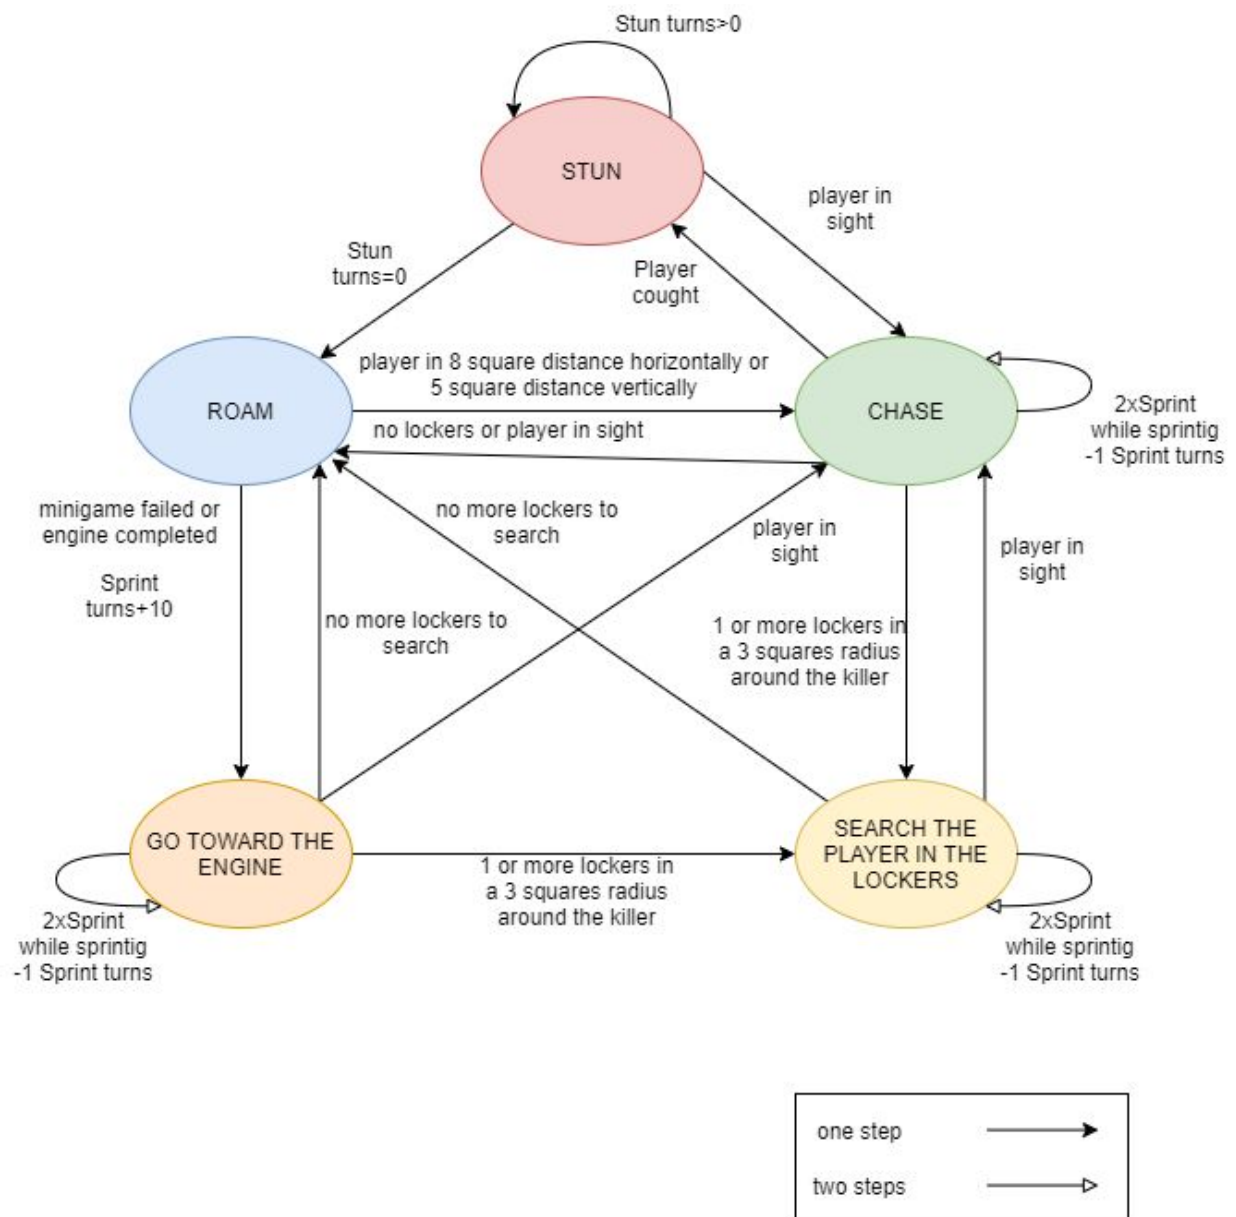 Stun turns>0
STUN
player in
sight
Stun
turns=0
Player
cought
player in 8 square distance horizontally or
5 square distance vertically
ROAM
CHASE
no lockers or player in sight
2xSprint
while sprintig
-1 Sprint turns
minigame failed or
engine completed
no more lockers to
search
player in
sight
player in
sight
Sprint
turns+10
no more lockers to
search
1 or more lockers in
a 3 squares radius
around the killer
GO TOWARD THE
ENGINE
SEARCH THE
PLAYER IN THE
LOCKERS
1 or more lockers in
a 3 squares radius
around the killer
2xSprint
while sprintig
-1 Sprint turns
2xSprint
while sprintig
-1 Sprint turns
one step
two steps